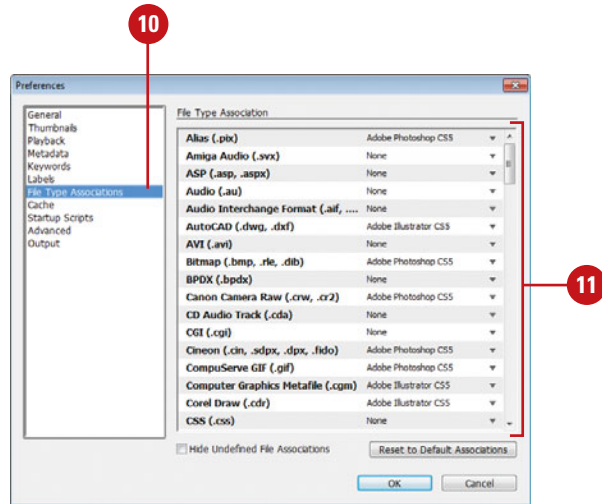 10
Preferences
General
Thumbnails
Playback
Metadata
Keywords
Labels
File Type Associations
Cache
Startup Scripts
Advanced
Output
File Type Association
Alias (.pix) Adobe Photoshop CS5
Amiga Audio (.svx) None
ASP (.asp, .aspx) None
Audio (.au) None
Audio Interchange Format (.aif, .... None
AutoCAD (.dwg, .dxf) Adobe Illustrator CS5
AVI (.avi) None
Bitmap (.bmp, .rle, .dib) Adobe Photoshop CS5
BPDX (.bpdx) None
Canon Camera Raw (.crw, .cr2) Adobe Photoshop CS5
CD Audio Track (.cda) None
CGI (.cgi) None
Cineon (.cin, .sdpx, .dpx, .fido) Adobe Photoshop CS5
CompuServe GIF (.gif) Adobe Photoshop CS5
Computer Graphics Metafile (.cgm) Adobe Illustrator CS5
Corel Draw (.cdr) Adobe Illustrator CS5
CSS (.css) None
11
Hide Undefined File Associations
Reset to Default Associations
OK
Cancel